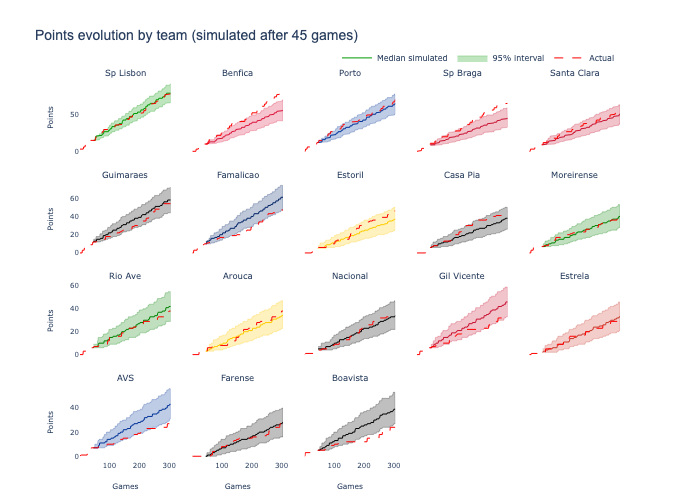 Points evolution by team (simulated after 45 games)
Median simulated 95% interval Actual
Sp Lisbon Benfica Porto Sp Braga Santa Clara
Points
50
0
Guimaraes Famalicao Estoril Casa Pia Moreirense
Points
60
40
20
0
Rio Ave Arouca Nacional Gil Vicente Estrela
Points
60
40
20
0
AVS Farense Boavista
Points
40
20
0
100 200 300 100 200 300 100 200 300
Games Games Games